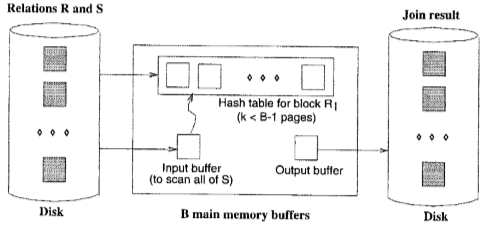 Relations R and S
Join result
Hash table for block R1
(k < B-1 pages)
Input buffer
(to scan all of S)
Output buffer
Disk
B main memory buffers
Disk